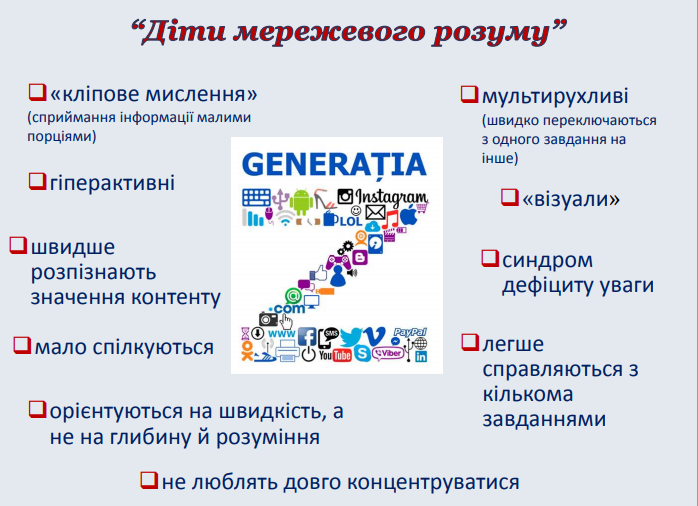 “Діти мережевого розуму”
«кліпове мислення»
(сприймання інформації малими
порціями)
гіперактивні
швидше
розпізнають
значення контенту
мало спілкуються
орієнтуються на швидкість, а
не на глибину й розуміння
GENERAȚIA
Instagram
LOL
.com
www
SMS
PayPal
YouTube
Viber
in
мультирухливі
(швидко переключаються
з одного завдання на
інше)
«візуали»
синдром
дефіциту уваги
легше
справляються з
кількома
завданнями
не люблять довго концентруватися